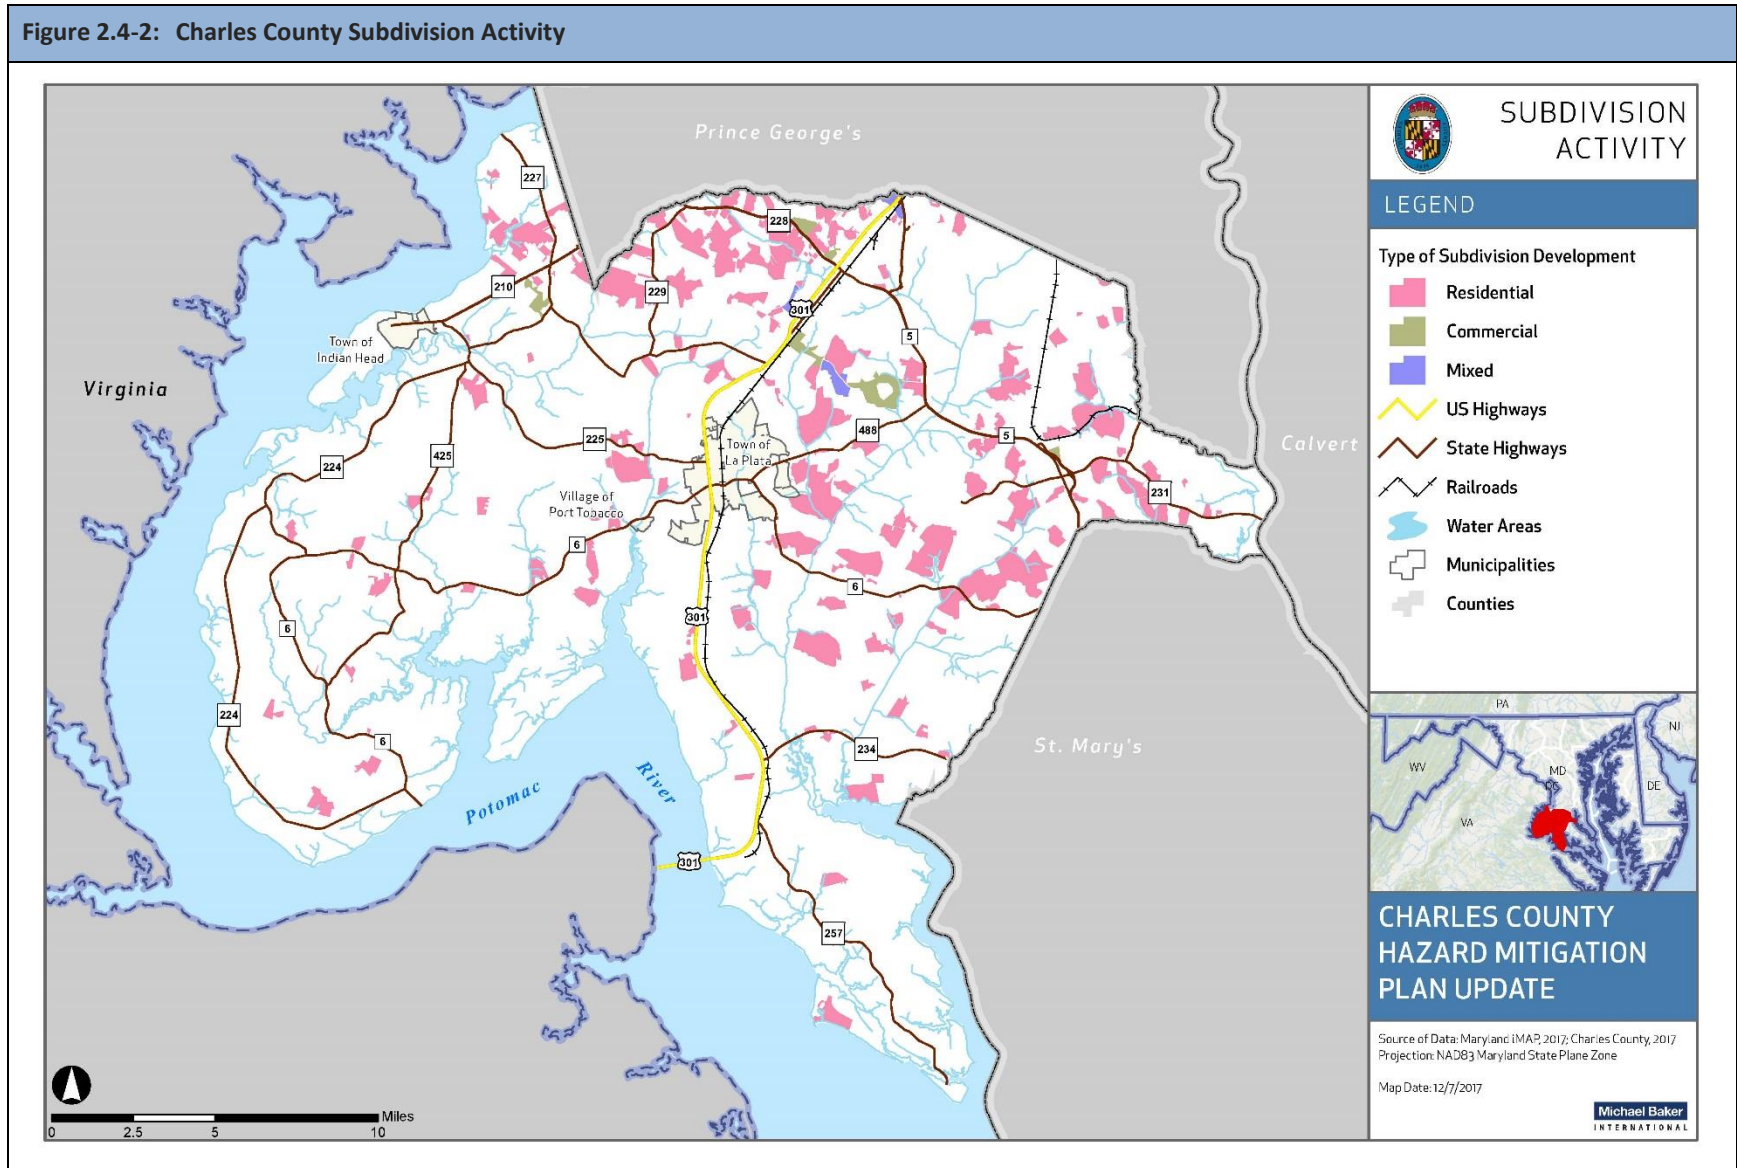 Figure 2.4-2: Charles County Subdivision Activity
Prince George's
227
228
210
229
301
Town of
Indian Head
5
Virginia
Calvert
488
5
Town of
La Plata
225
425
224
231
Village of
Port Tobacco
6
6
301
6
224
6
234
St. Mary's
Potomac
River
301
257
Miles
0 2.5 5 10
SUBDIVISION
ACTIVITY
LEGEND
Type of Subdivision Development
Residential
Commercial
Mixed
US Highways
State Highways
Railroads
Water Areas
Municipalities
Counties
PA
NJ
WV
MD
DC
DE
VA
CHARLES COUNTY
HAZARD MITIGATION
PLAN UPDATE
Source of Data: Maryland iMAP, 2017; Charles County, 2017
Projection: NAD83 Maryland State Plane Zone
Map Date: 12/7/2017
Michael Baker
INTERNATIONAL